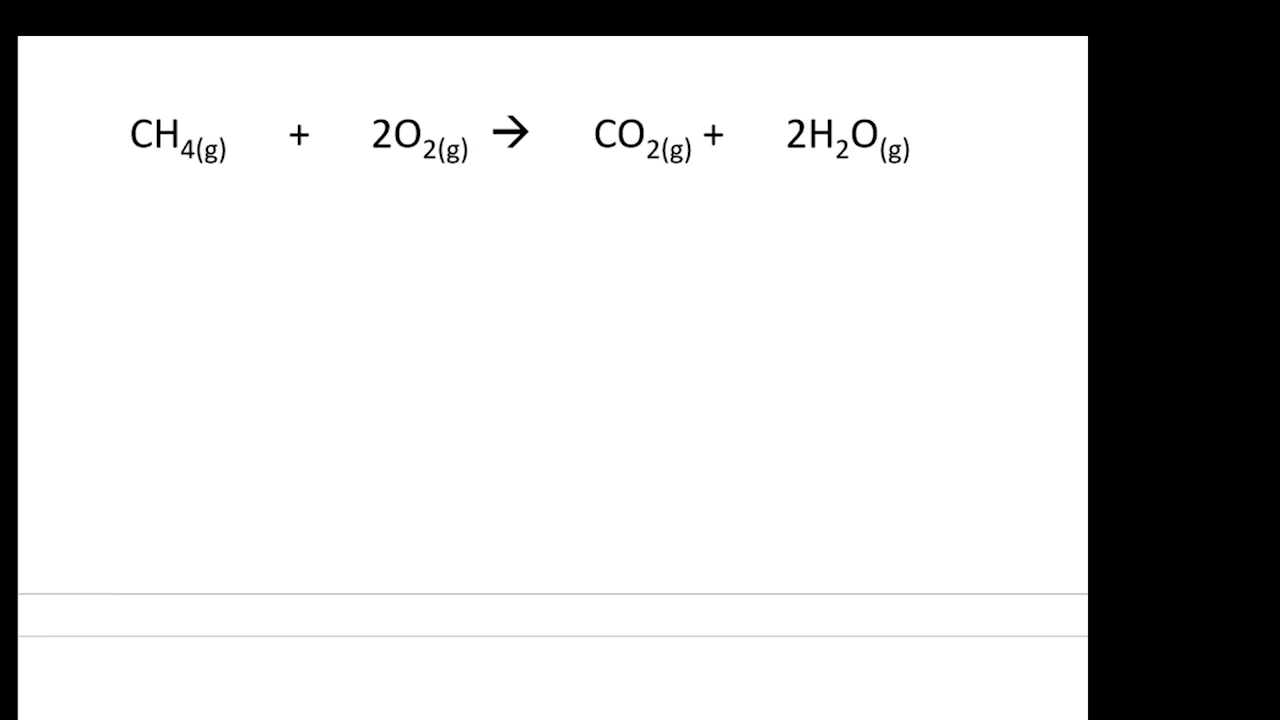 CH₄(g) + 2O₂(g) → CO₂(g) + 2H₂O(g)